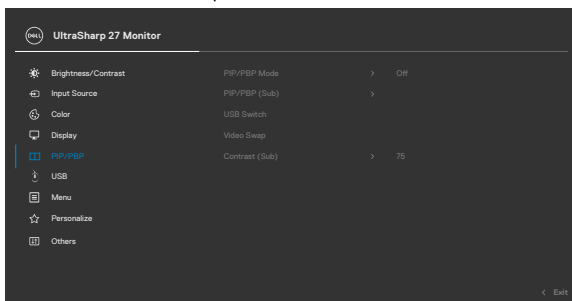 DELL UltraSharp 27 Monitor
Brightness/Contrast PIP/PBP Mode > Off
Input Source PIP/PBP (Sub) >
Color USB Switch
Display Video Swap
PIP/PBP Contrast (Sub) > 75
USB
Menu
Personalize
Others
< Exit